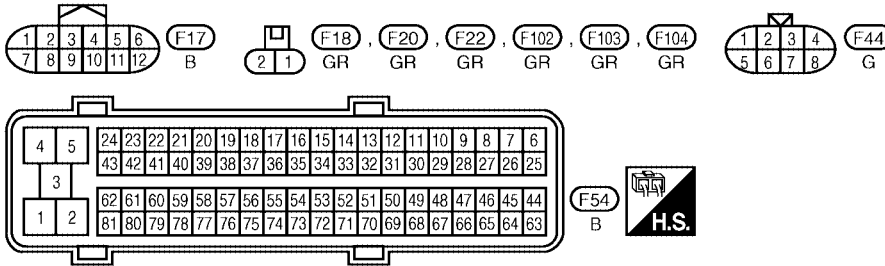 1 2 3 4 5 6 F17 F18 , F20 , F22 , F102 , F103 , F104 1 2 3 4 F44
7 8 9 10 11 12 B 2 1 GR GR GR GR GR GR 5 6 7 8 G
4 5 24 23 22 21 20 19 18 17 16 15 14 13 12 11 10 9 8 7 6
43 42 41 40 39 38 37 36 35 34 33 32 31 30 29 28 27 26 25
3
1 2 62 61 60 59 58 57 56 55 54 53 52 51 50 49 48 47 46 45 44 F54
81 80 79 78 77 76 75 74 73 72 71 70 69 68 67 66 65 64 63 B H.S.